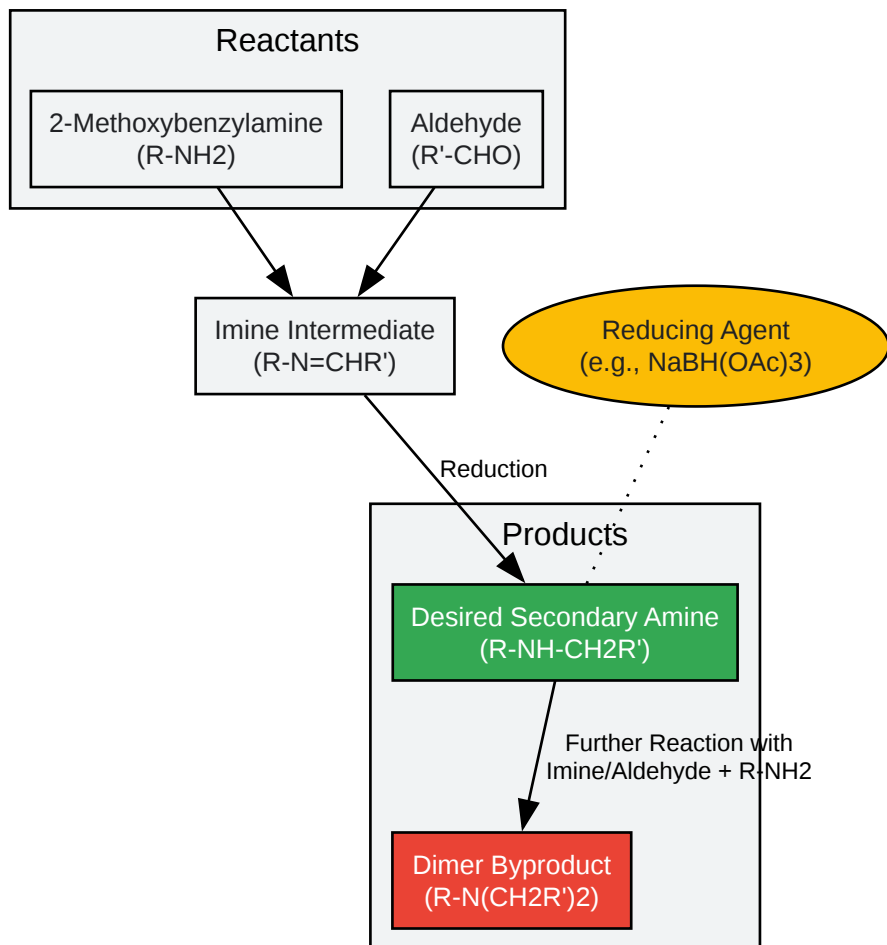 Reactants
2-Methoxybenzylamine
(R-NH2)
Aldehyde
(R'-CHO)
Imine Intermediate
(R-N=CHR')
Reducing Agent
(e.g., NaBH(OAc)3)
Reduction
Products
Desired Secondary Amine
(R-NH-CH2R')
Further Reaction with
Imine/Aldehyde + R-NH2
Dimer Byproduct
(R-N(CH2R')2)